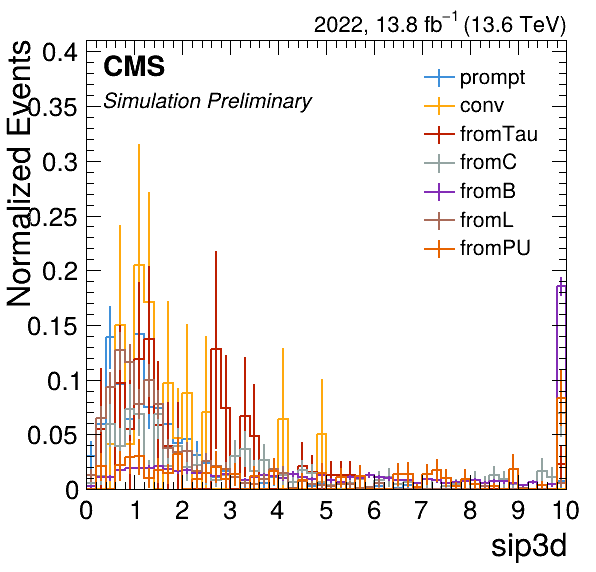 2022, 13.8 fb⁻¹ (13.6 TeV)
CMS
Simulation Preliminary
prompt
conv
fromTau
fromC
fromB
fromL
fromPU
Normalized Events
0.4
0.35
0.3
0.25
0.2
0.15
0.1
0.05
0
0 1 2 3 4 5 6 7 8 9 10
sip3d